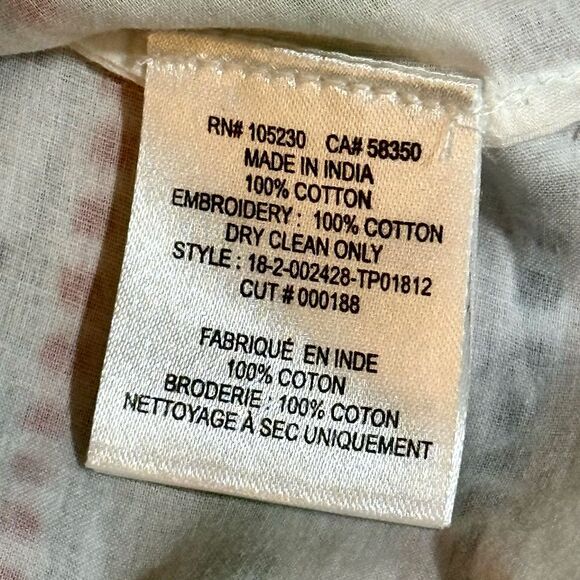 RN# 105230 CA# 58350
MADE IN INDIA
100% COTTON
EMBROIDERY : 100% COTTON
DRY CLEAN ONLY
STYLE : 18-2-002428-TP01812
CUT # 000188
FABRIQUÉ EN INDE
100% COTON
BRODERIE : 100% COTON
NETTOYAGE À SEC UNIQUEMENT